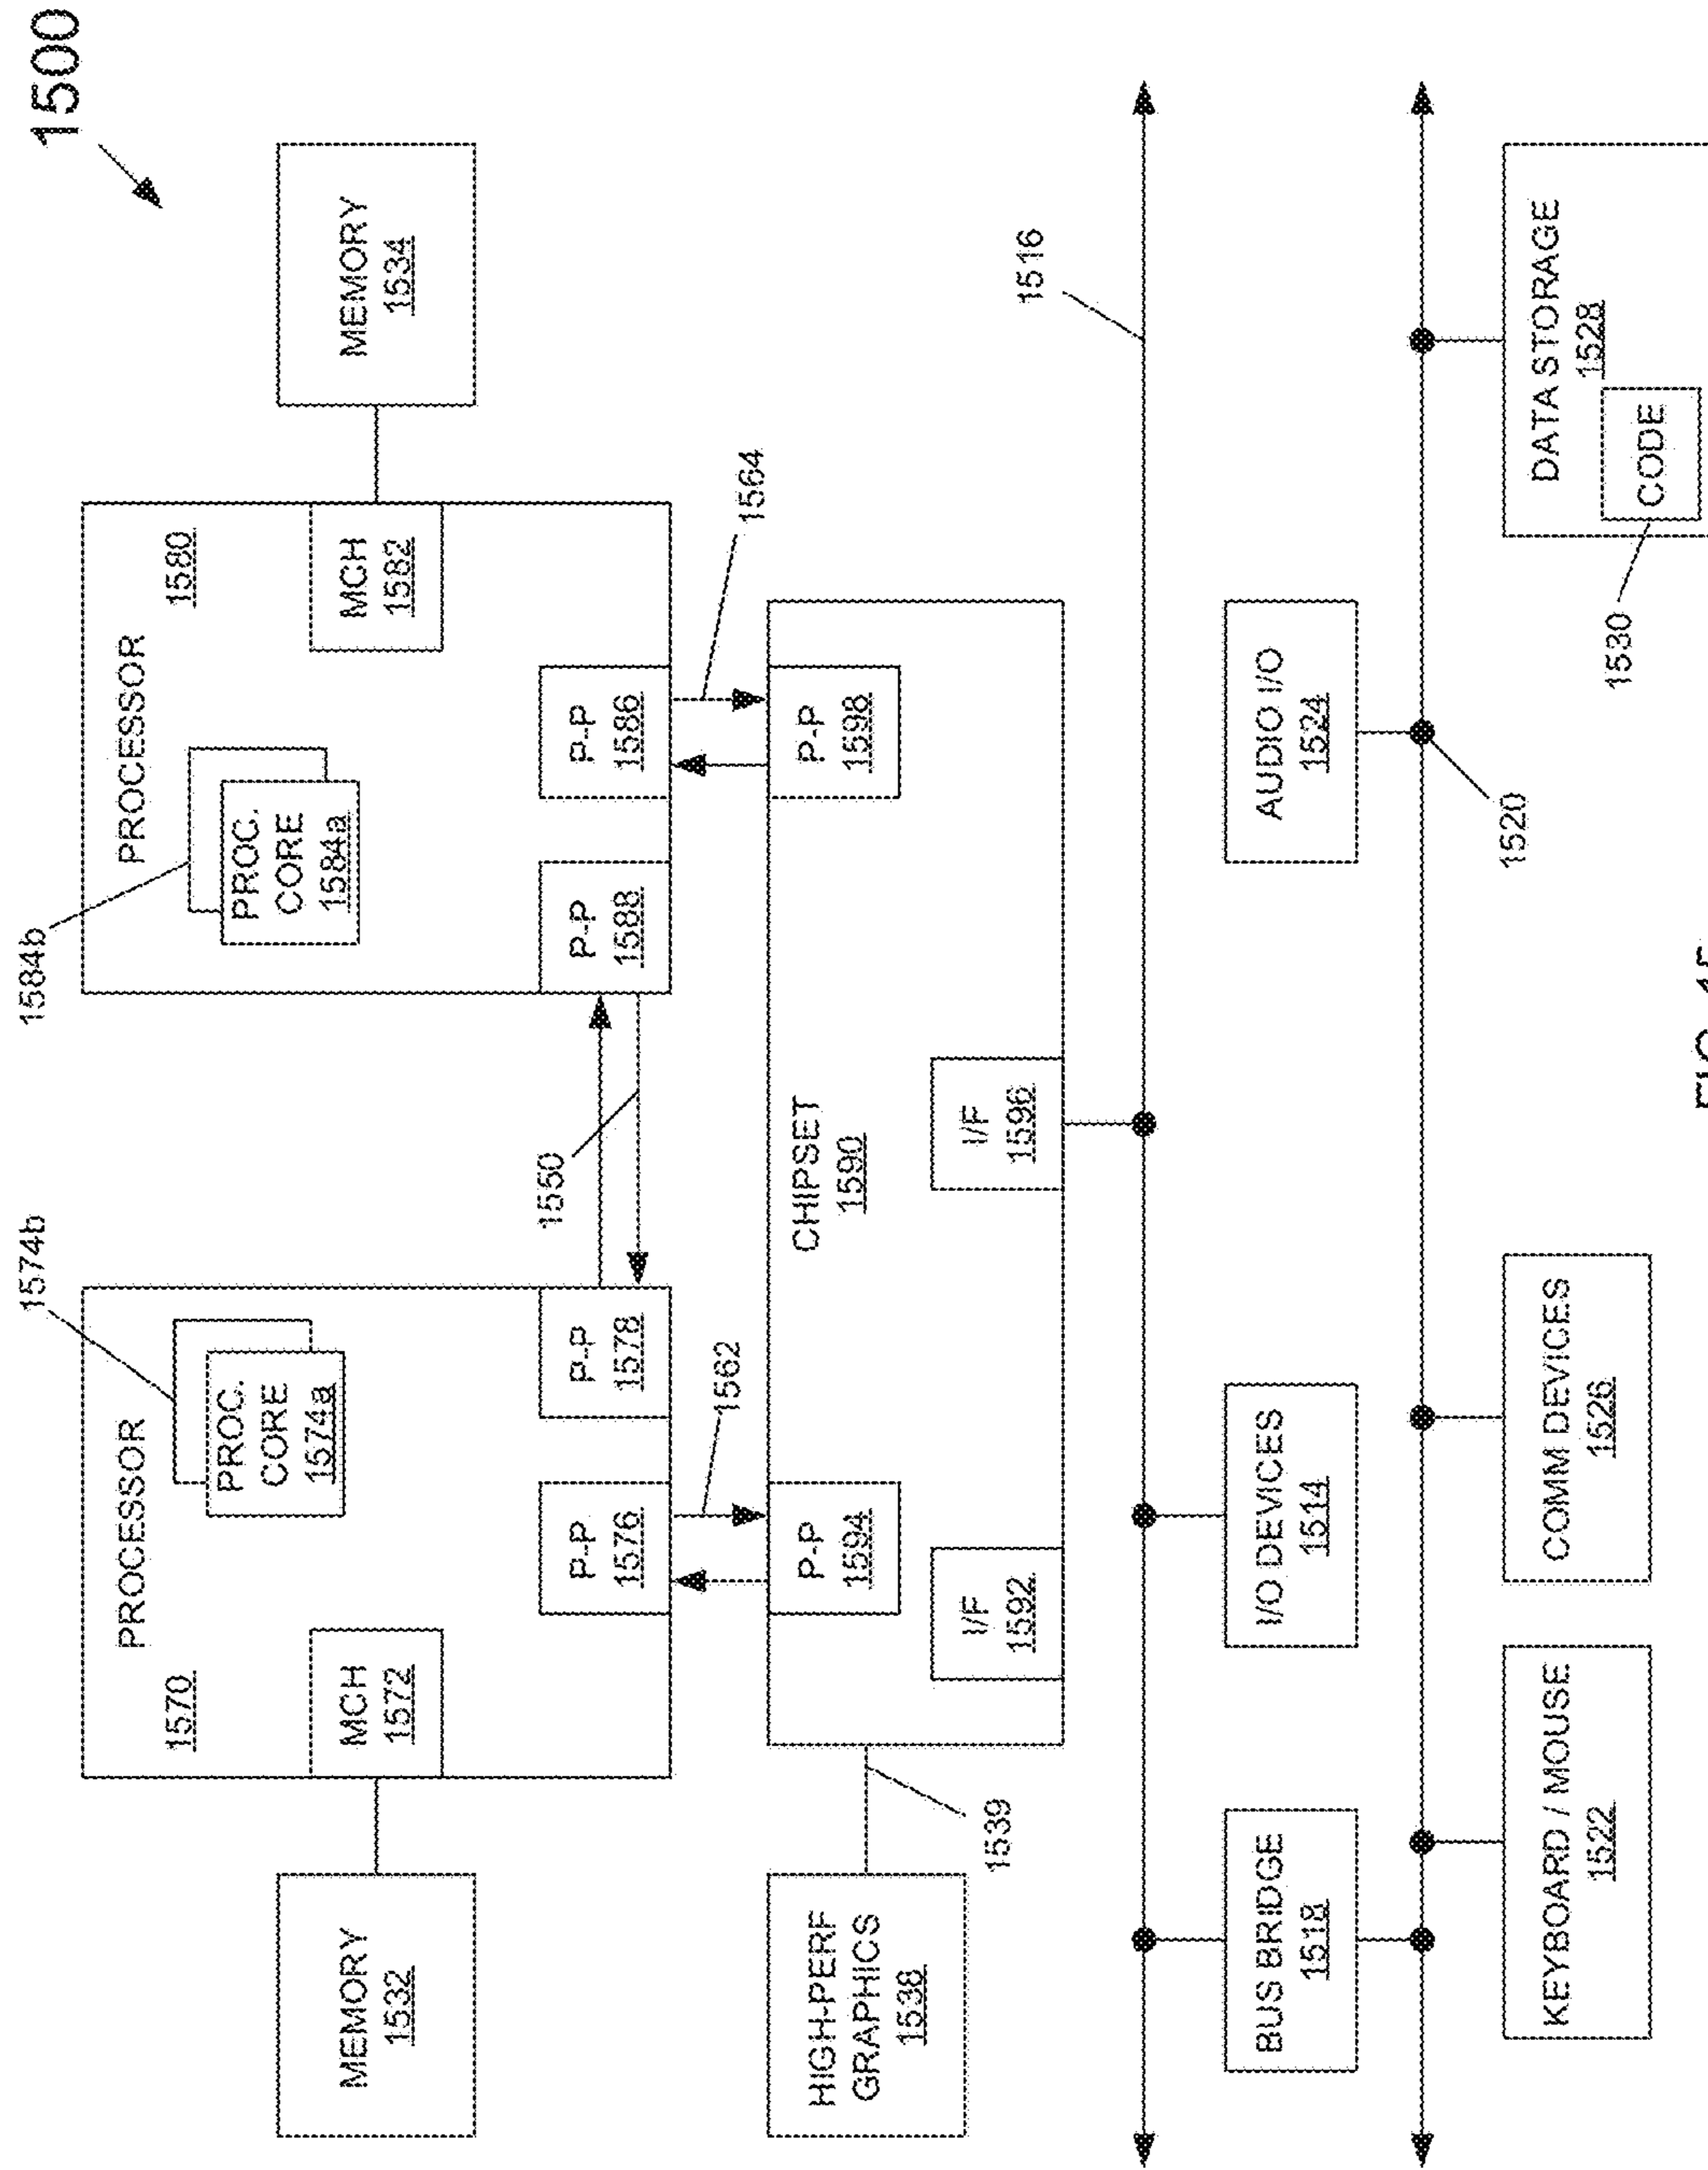 1500
1574b
1584b
PROCESSOR
1570
PROC.
CORE
1574a
MCH
1572
P-P
1576
P-P
1578
MEMORY
1532
1550
PROCESSOR
1580
PROC.
CORE
1584a
MCH
1582
P-P
1588
P-P
1586
MEMORY
1534
1562
1564
HIGH-PERF
GRAPHICS
1538
1539
CHIPSET
1590
P-P
1594
P-P
1598
I/F
1592
I/F
1596
1516
BUS BRIDGE
1518
I/O DEVICES
1514
AUDIO I/O
1524
1520
KEYBOARD / MOUSE
1522
COMM DEVICES
1526
DATA STORAGE
1528
CODE
1530